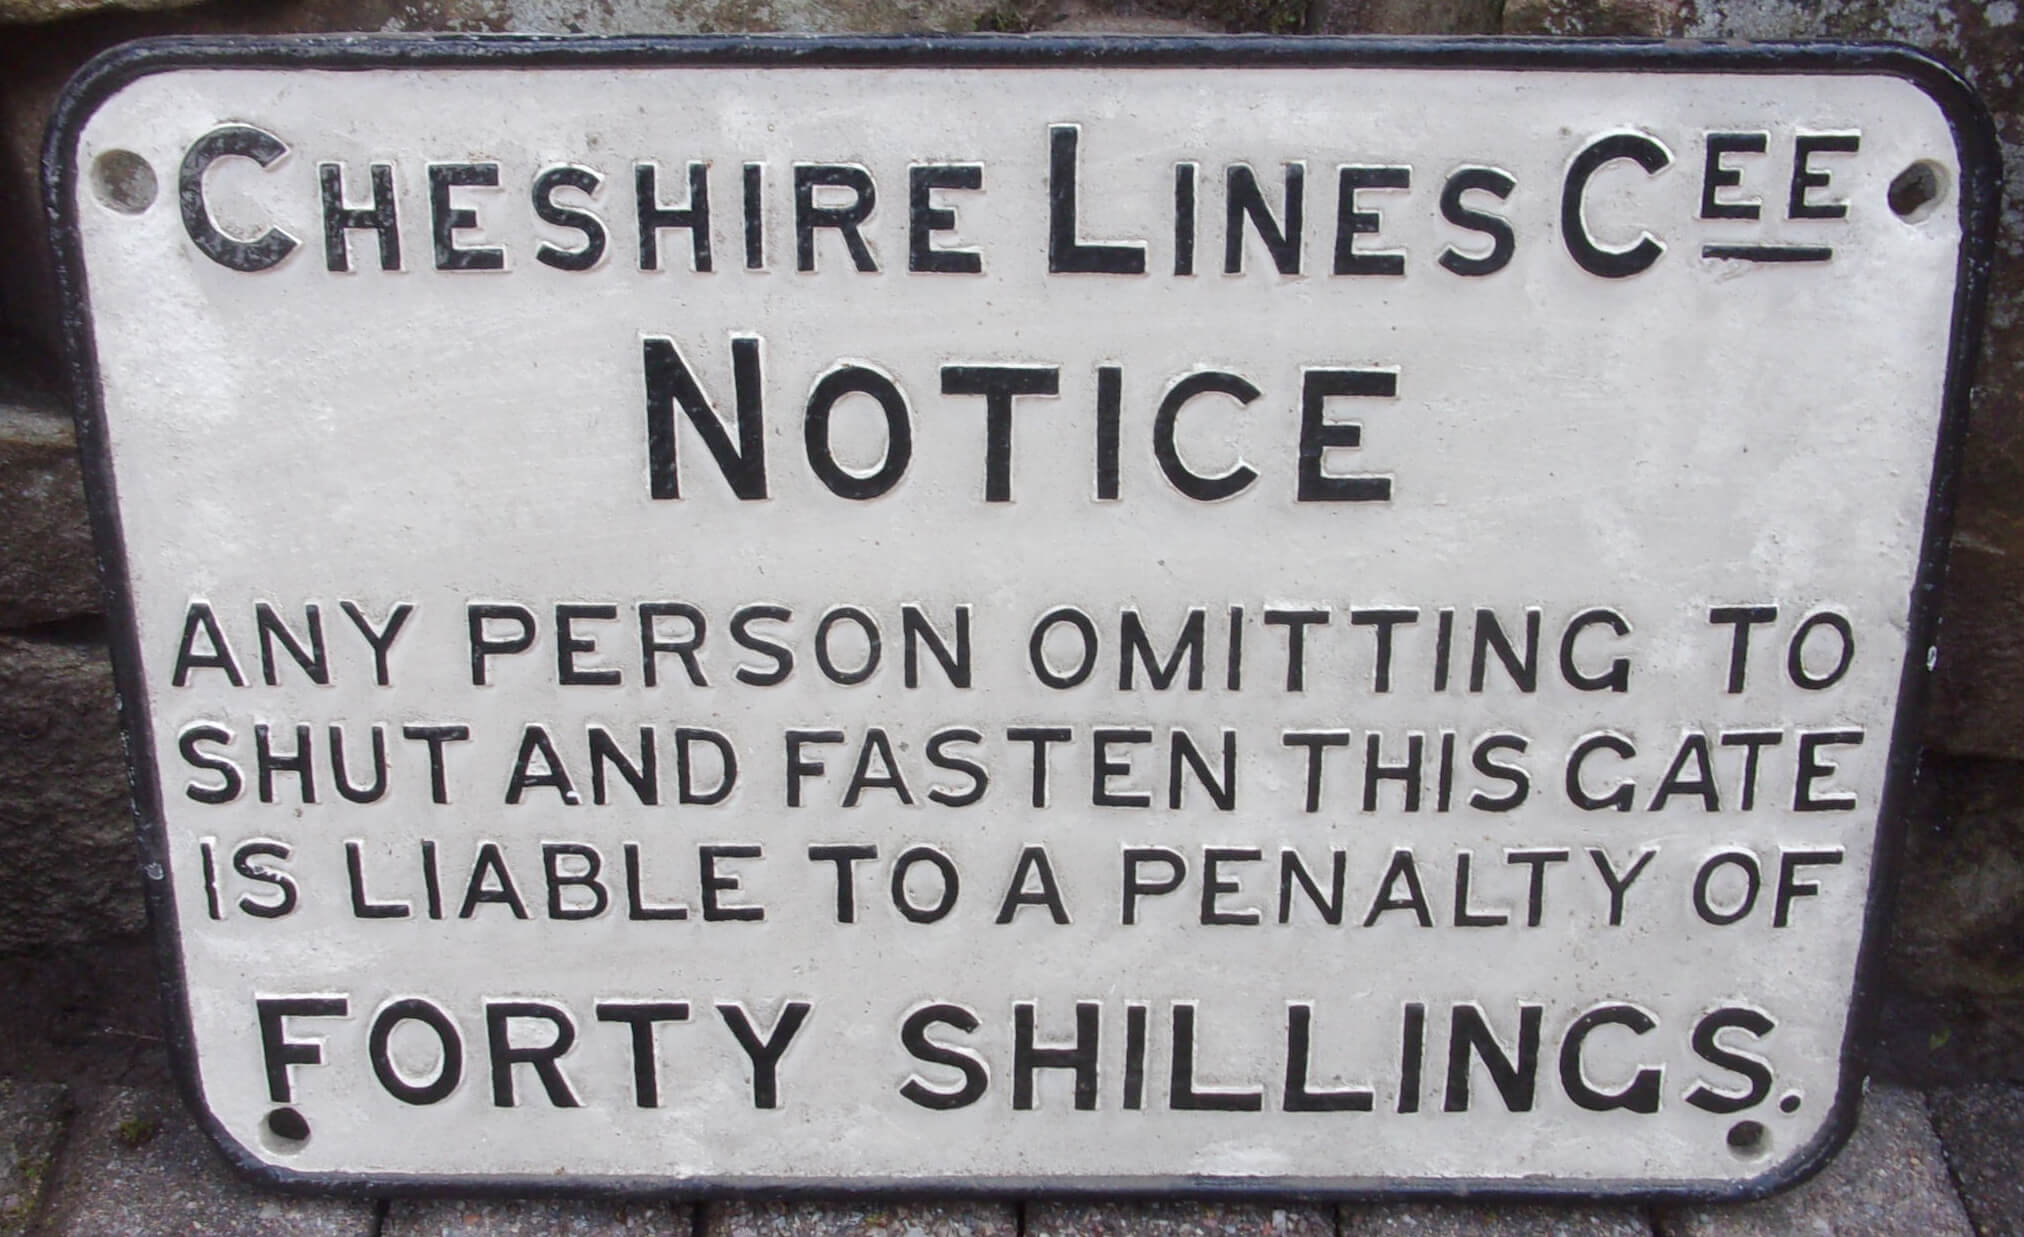 CHESHIRE LINES CEE
NOTICE
ANY PERSON OMITTING TO
SHUT AND FASTEN THIS GATE
IS LIABLE TO A PENALTY OF
FORTY SHILLINGS.